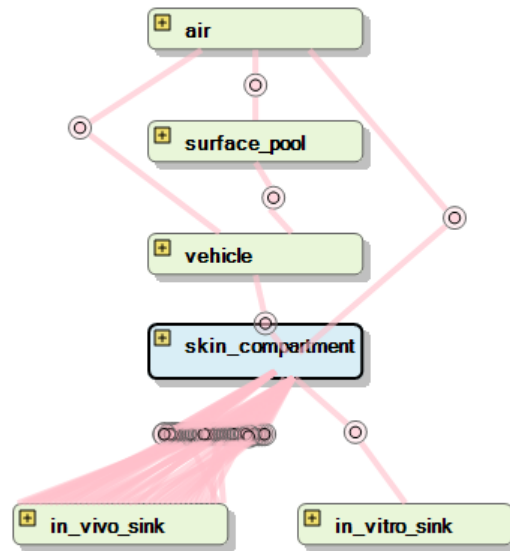 air
surface_pool
vehicle
skin_compartment
in_vivo_sink
in_vitro_sink